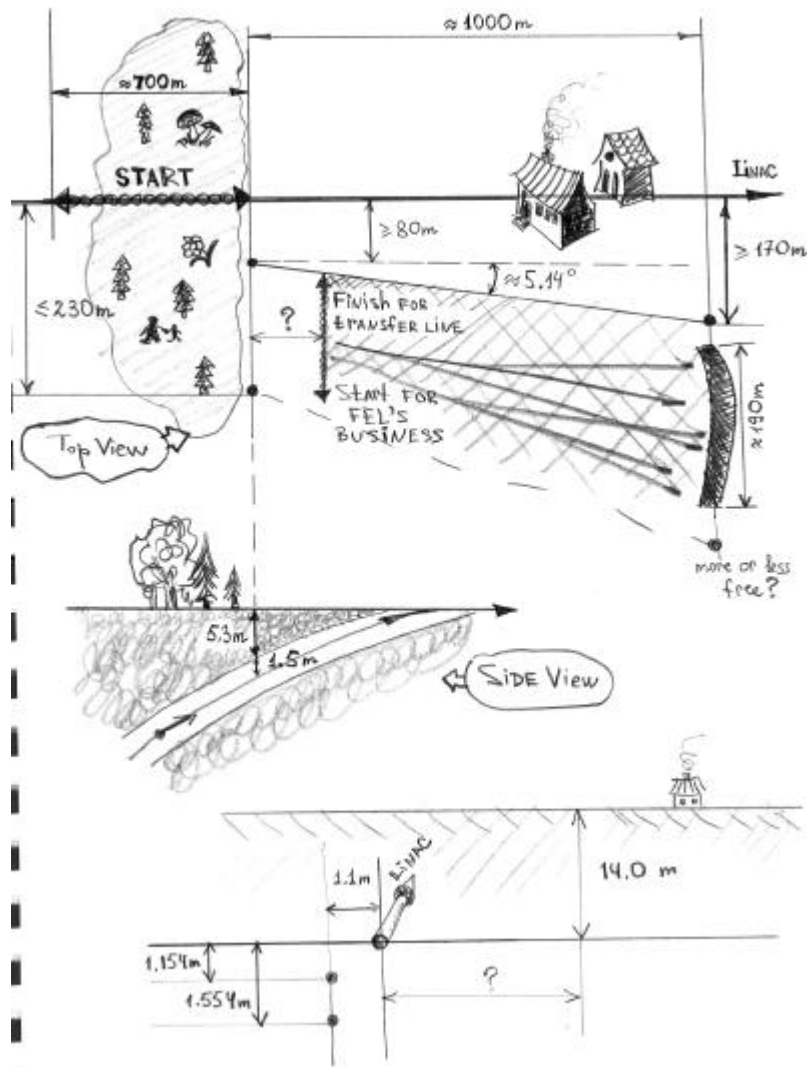 ≈1000m
≈700m
START
LINAC
≥80m
≥170m
≤230m
≈5.14°
?
FINISH FOR
TRANSFER LINE
START FOR
FEL'S
BUSINESS
≈190m
Top View
more or less
free?
5.3m
1.5m
SIDE View
LINAC
1.1m
14.0 m
1.154m
1.554m
?